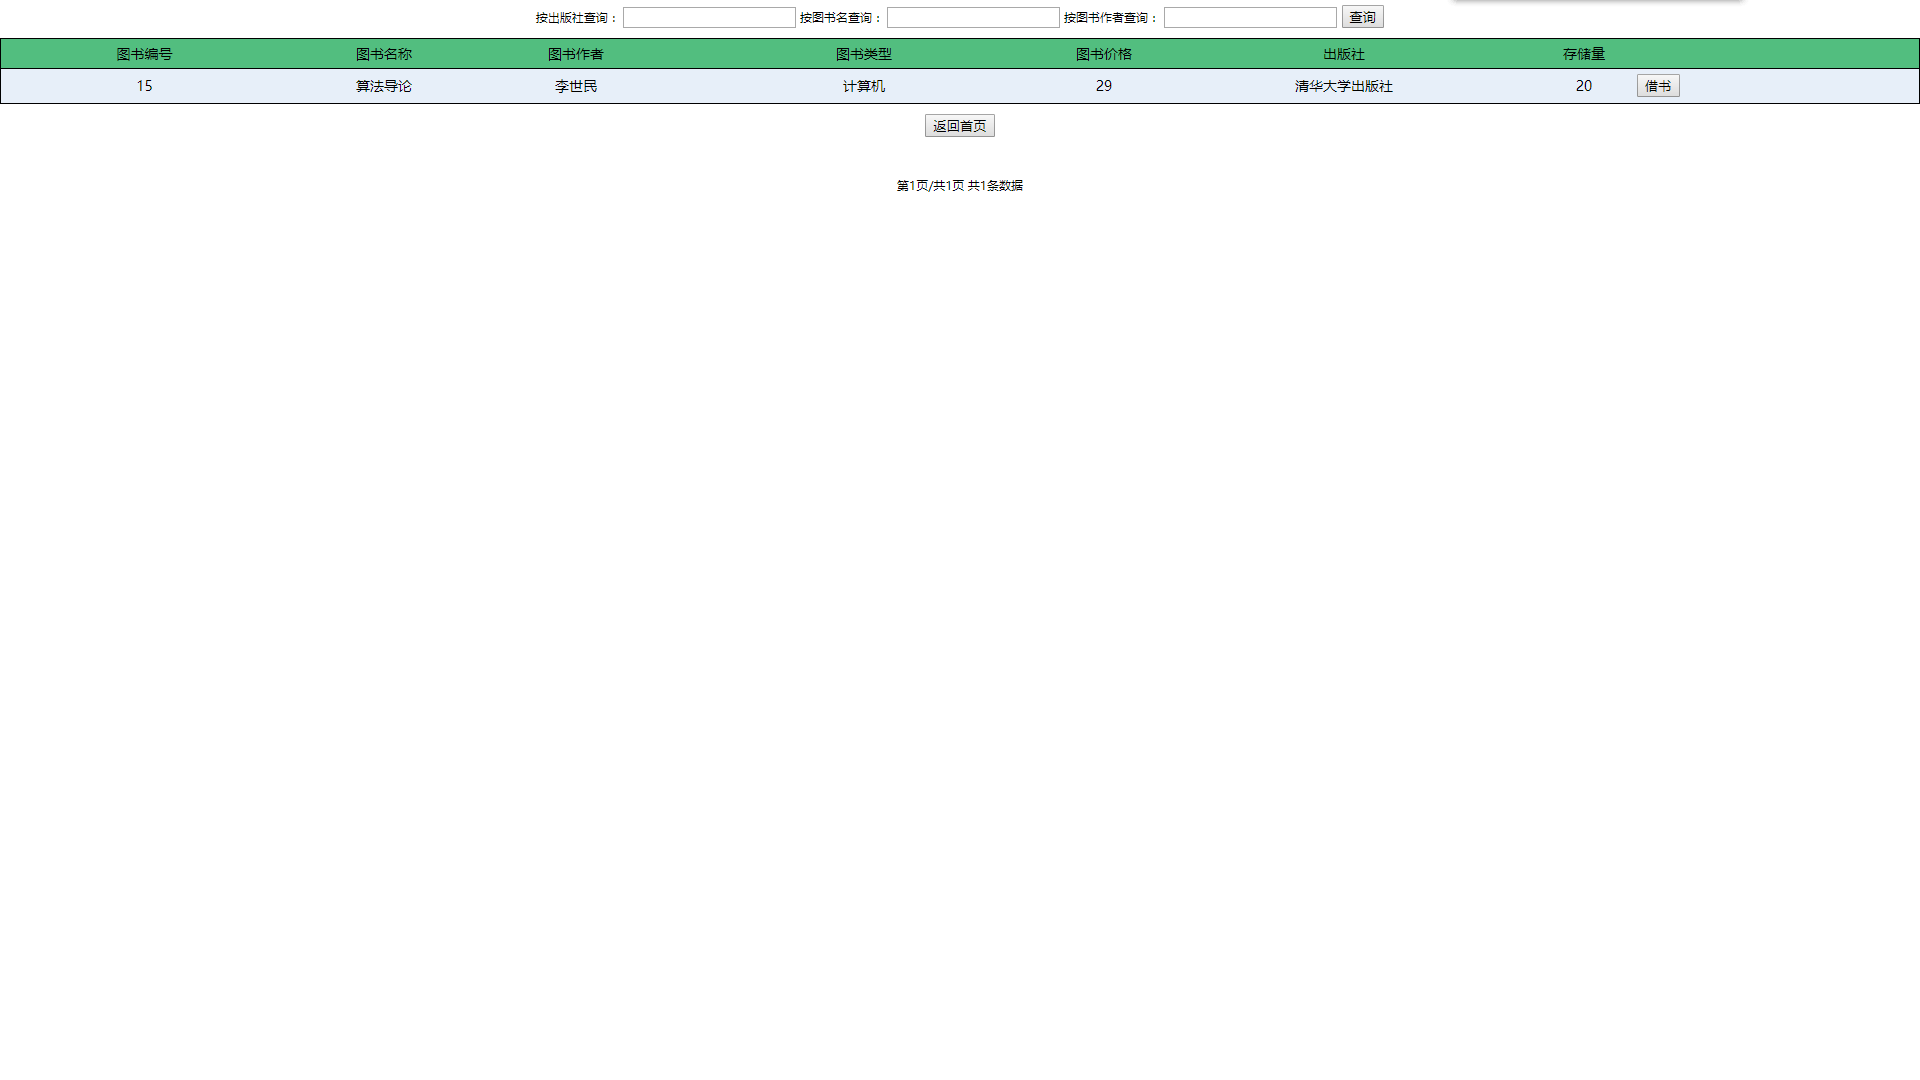 按出版社查询： 按图书名查询： 按图书作者查询： 查询
图书编号 图书名称 图书作者 图书类型 图书价格 出版社 存储量
15 算法导论 李世民 计算机 29 清华大学出版社 20 借书
返回首页
第1页/共1页 共1条数据